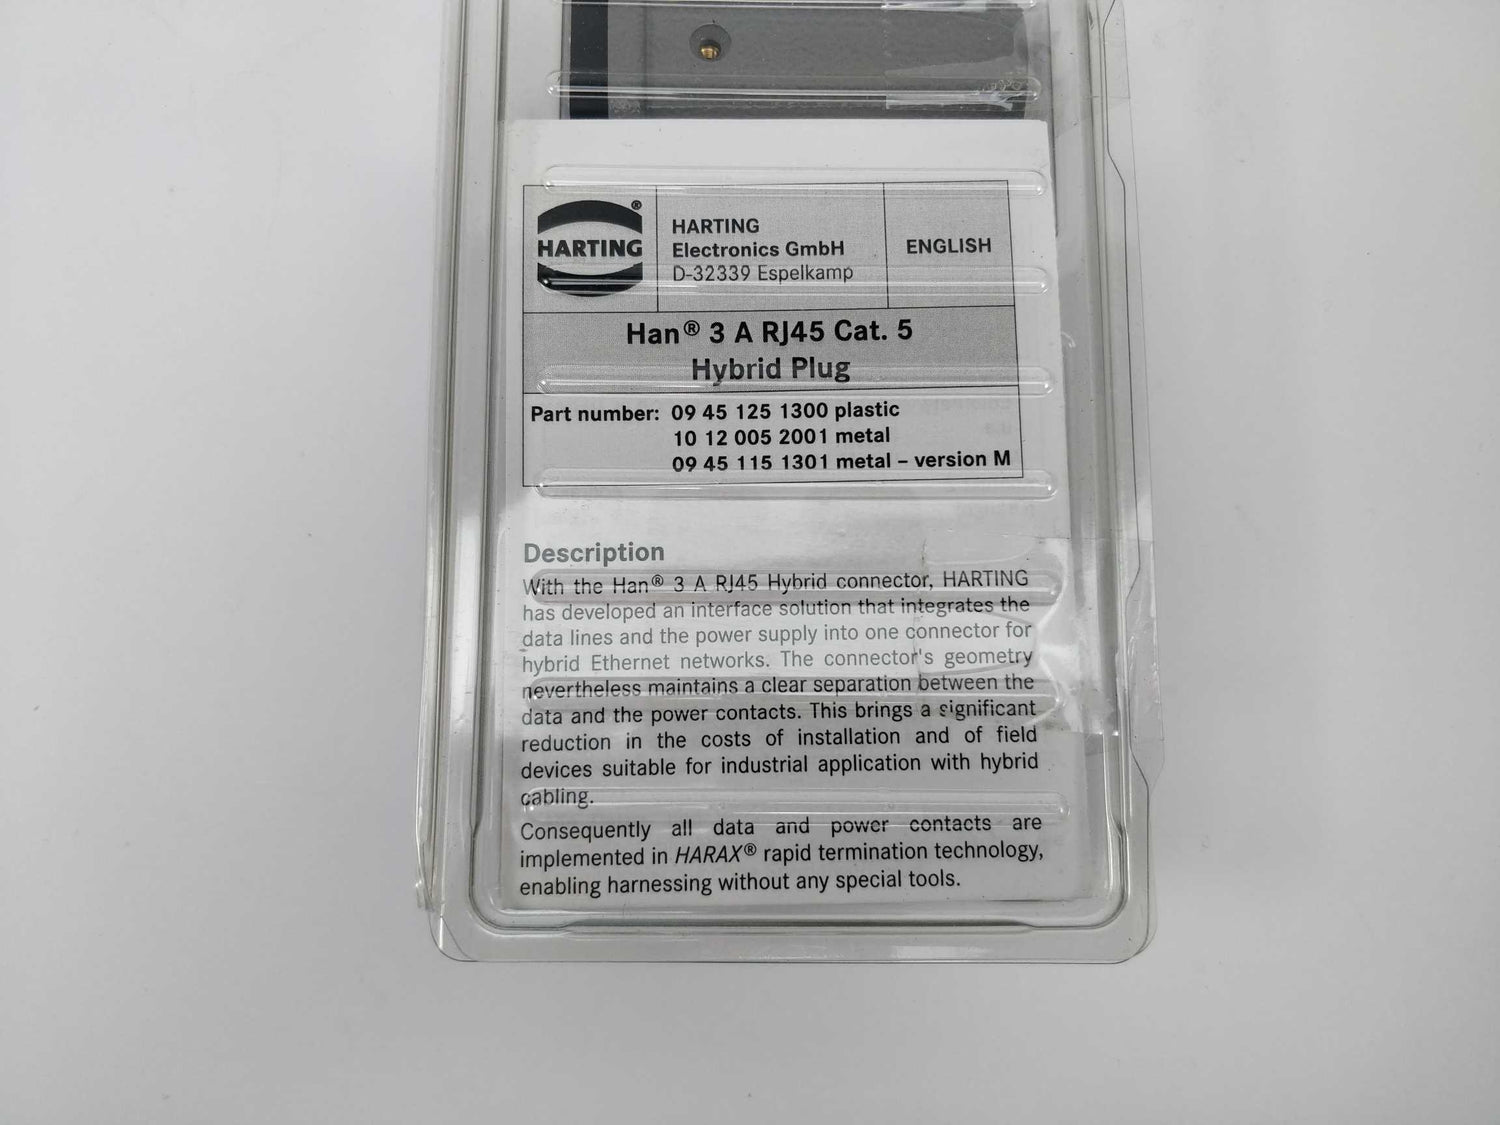 ®
HARTING
HARTING
Electronics GmbH
D-32339 Espelkamp
ENGLISH
Han® 3 A RJ45 Cat. 5
Hybrid Plug
Part number: 09 45 125 1300 plastic
10 12 005 2001 metal
09 45 115 1301 metal – version M
Description
With the Han® 3 A RJ45 Hybrid connector, HARTING
has developed an interface solution that integrates the
data lines and the power supply into one connector for
hybrid Ethernet networks. The connector's geometry
nevertheless maintains a clear separation between the
data and the power contacts. This brings a significant
reduction in the costs of installation and of field
devices suitable for industrial application with hybrid
cabling.
Consequently all data and power contacts are
implemented in HARAX® rapid termination technology,
enabling harnessing without any special tools.